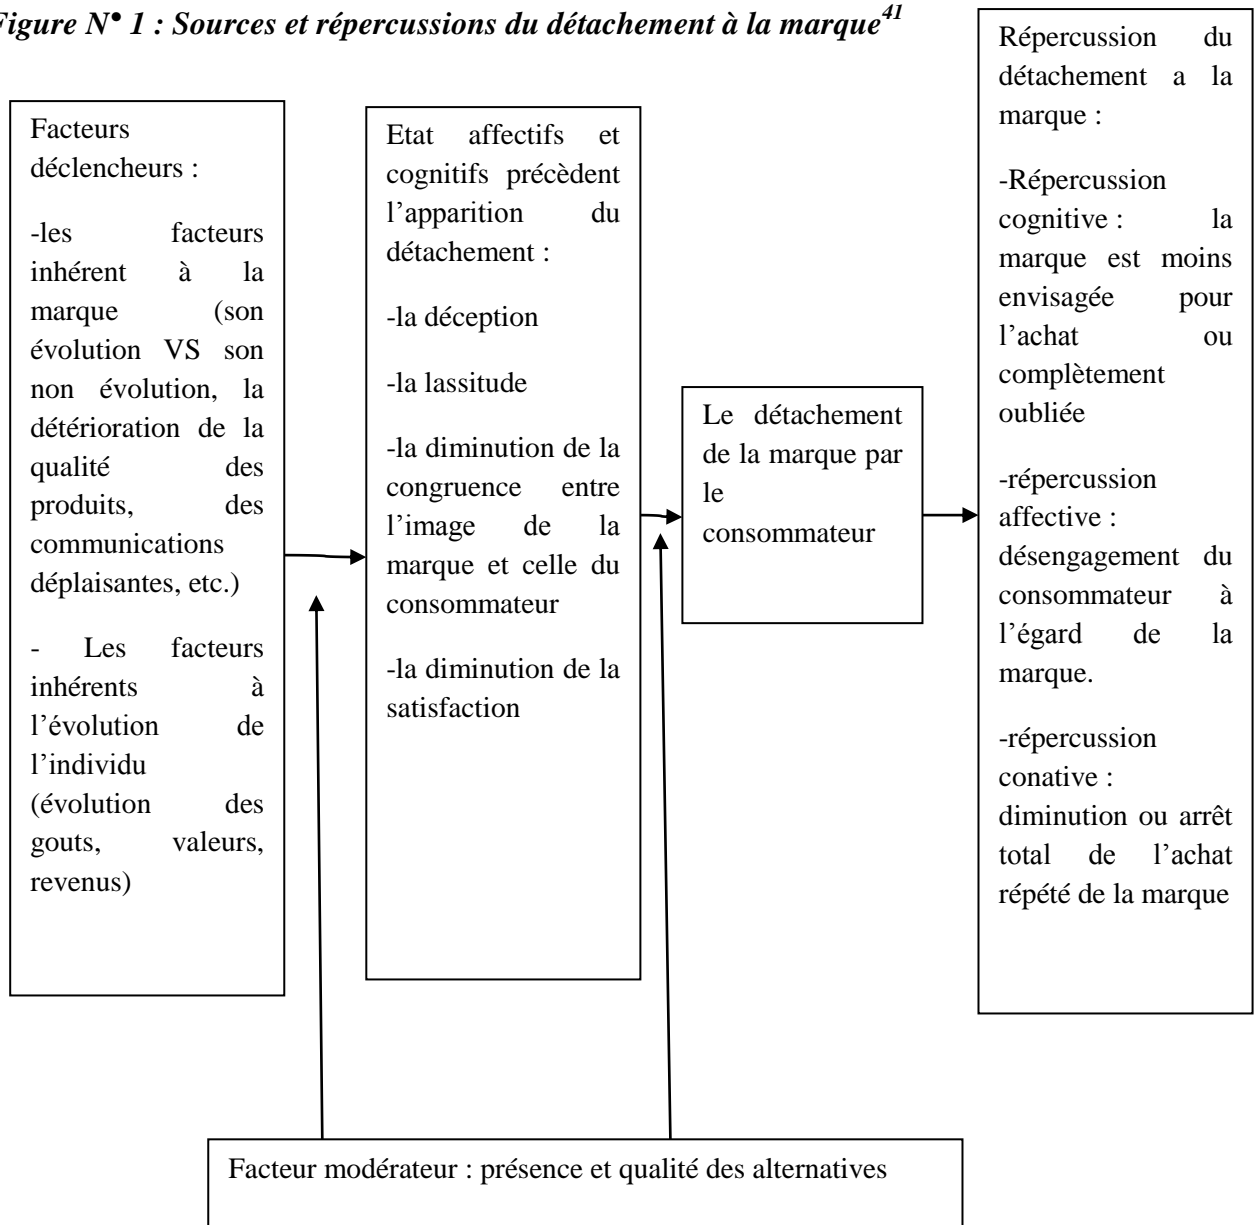 Figure N° 1 : Sources et répercussions du détachement à la marque41
Facteurs
déclencheurs :
-les facteurs
inhérent à la
marque (son
évolution VS son
non évolution, la
détérioration de la
qualité des
produits, des
communications
déplaisantes, etc.)
- Les facteurs
inhérents à
l’évolution de
l’individu
(évolution des
gouts, valeurs,
revenus)
Etat affectifs et
cognitifs précèdent
l’apparition du
détachement :
-la déception
-la lassitude
-la diminution de la
congruence entre
l’image de la
marque et celle du
consommateur
-la diminution de la
satisfaction
Le détachement
de la marque par
le
consommateur
Répercussion du
détachement a la
marque :
-Répercussion
cognitive : la
marque est moins
envisagée pour
l’achat ou
complètement
oubliée
-répercussion
affective :
désengagement du
consommateur à
l’égard de la
marque.
-répercussion
conative :
diminution ou arrêt
total de l’achat
répété de la marque
Facteur modérateur : présence et qualité des alternatives